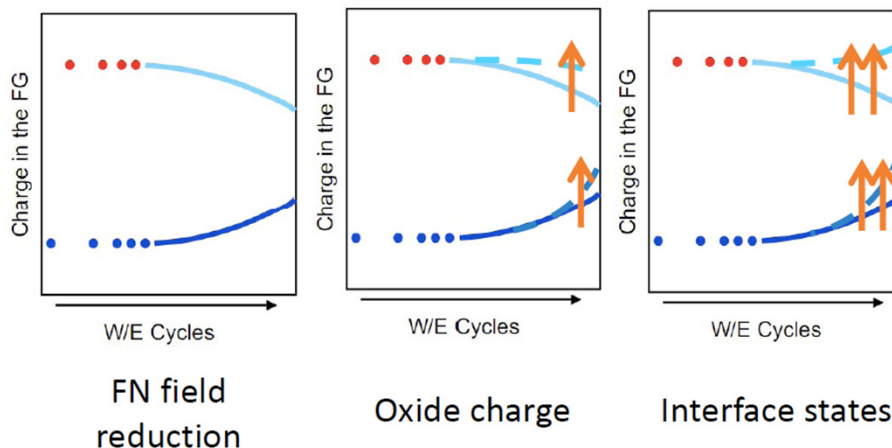 Charge in the FG
W/E Cycles
FN field
reduction
Charge in the FG
W/E Cycles
Oxide charge
Charge in the FG
W/E Cycles
Interface states